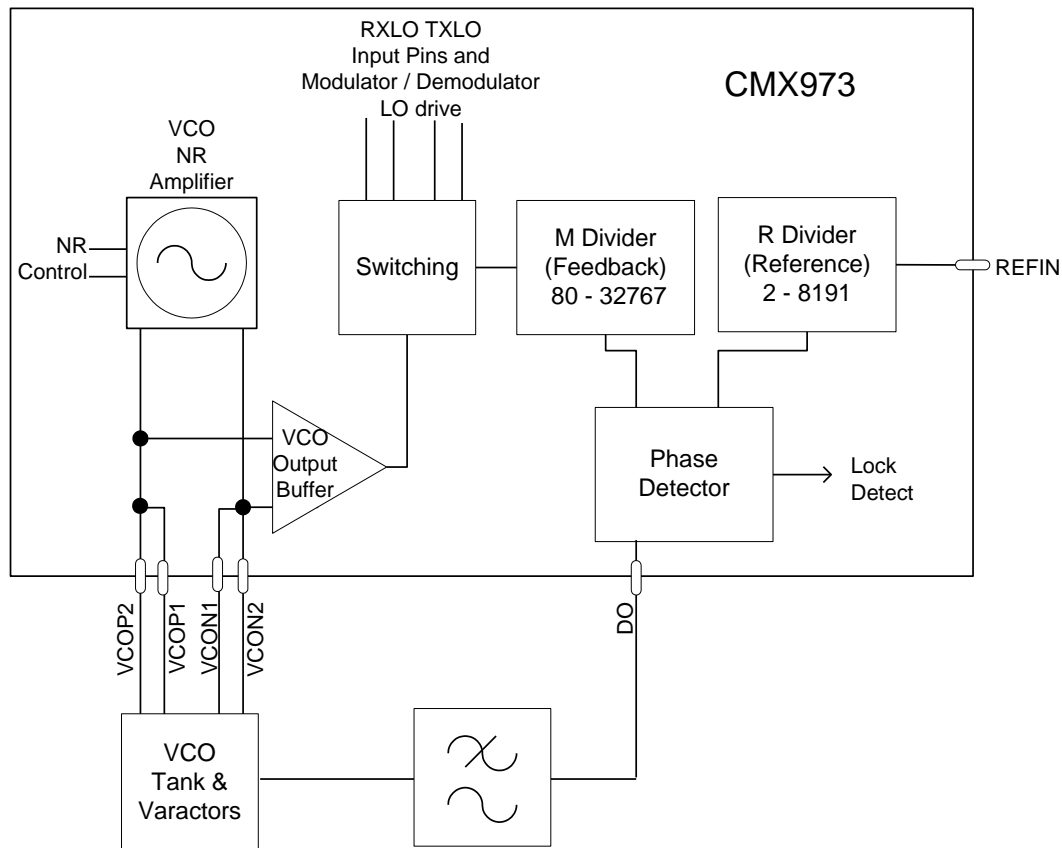 RXLO TXLO
Input Pins and
Modulator / Demodulator
LO drive
CMX973
VCO
NR
Amplifier
NR
Control
Switching
M Divider
(Feedback)
80 - 32767
R Divider
(Reference)
2 - 8191
REFIN
VCO
Output
Buffer
Phase
Detector
Lock
Detect
VCOP2
VCOP1
VCON1
VCON2
DO
VCO
Tank &
Varactors